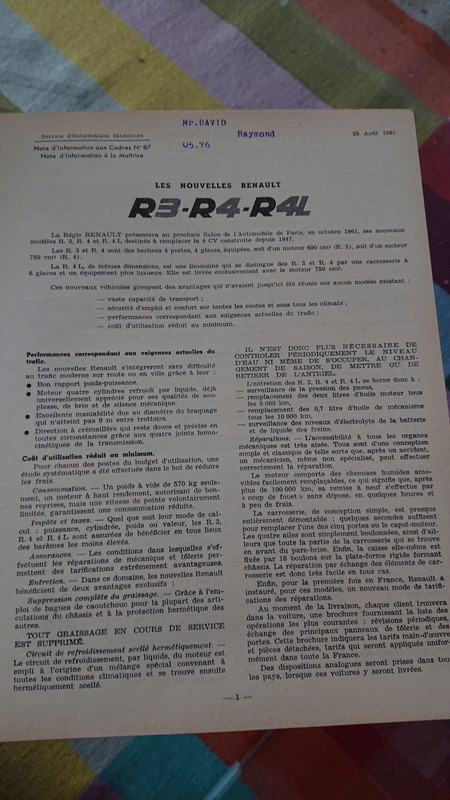 Mr.DAVID
Raymond
Service d'Information Intérieure
28 Août 1961
Note d'Information aux Cadres N° 87
Note d'Information à la Maîtrise
US.76
LES NOUVELLES RENAULT
R3-R4-R4L
La Régie RENAULT présentera au prochain Salon de l'Automobile de Paris, en octobre 1961, ses nouveaux
modèles R. 3, R. 4 et R. 4 L destinés à remplacer la 4 CV construite depuis 1947.
Les R. 3 et R. 4 sont des berlines 4 portes, 4 glaces, équipées, soit d'un moteur 600 cm³ (R. 3), soit d'un moteur
750 cm³ (R. 4).
La R. 4 L, de mêmes dimensions, est une limousine qui se distingue des R. 3 et R. 4 par une carrosserie à
6 glaces et un équipement plus luxueux. Elle est livrée exclusivement avec le moteur 750 cm³.
Ces nouveaux véhicules groupent des avantages qui n'avaient jusqu'ici été réunis sur aucun modèle existant :
— vaste capacité de transport ;
— sécurité d'emploi et confort sur toutes les routes et sous tous les climats ;
— performances correspondant aux exigences actuelles du trafic ;
— coût d'utilisation réduit au minimum.
Performances correspondant aux exigences actuelles du
trafic.
Les nouvelles Renault s'intégreront sans difficulté
au trafic moderne sur route ou en ville grâce à leur :
● Bon rapport poids-puissance.
● Moteur quatre cylindres refroidi par liquide, déjà
universellement apprécié pour ses qualités de sou-
plesse, de brio et de silence mécanique.
● Excellente maniabilité due au diamètre du braquage
qui n'atteint pas 9 m entre trottoirs.
● Direction à crémaillère qui reste douce et précise en
toutes circonstances grâce aux quatre joints homo-
cinétiques de la transmission.
Coût d'utilisation réduit au minimum.
Pour chacun des postes du budget d'utilisation, une
étude systématique a été effectuée dans le but de réduire
les frais.
Consommation. — Un poids à vide de 570 kg seule-
ment, un moteur à haut rendement, autorisant de bon-
nes reprises, mais une vitesse de pointe volontairement
limitée, garantissent une consommation réduite.
Impôts et taxes. — Quel que soit leur mode de cal-
cul : puissance, cylindrée, poids ou valeur, les R. 3,
R. 4 et R. 4 L sont assurées de bénéficier en tous lieux
des barèmes les moins élevés.
Assurances. — Les conditions dans lesquelles s'ef-
fectuent les réparations de mécanique et tôlerie per-
mettent des tarifications extrêmement avantageuses.
Entretien. — Dans ce domaine, les nouvelles Renault
bénéficient de deux avantages exclusifs :
Suppression complète du graissage. — Grâce à l'em-
ploi de bagues de caoutchouc pour la plupart des arti-
culations du châssis et à la protection hermétique des
autres.
TOUT GRAISSAGE EN COURS DE SERVICE
EST SUPPRIMÉ.
Circuit de refroidissement scellé hermétiquement. —
Le circuit de refroidissement, par liquide, du moteur est
empli à l'origine d'un mélange spécial convenant à
toutes les conditions climatiques et se trouve ensuite
hermétiquement scellé.
IL N'EST DONC PLUS NÉCESSAIRE DE
CONTROLER PÉRIODIQUEMENT LE NIVEAU
D'EAU NI MÊME DE S'OCCUPER, AU CHAN-
GEMENT DE SAISON, DE METTRE OU DE
RETIRER DE L'ANTIGEL.
L'entretien des R. 3, R. 4 et R. 4 L, se borne donc à :
— surveillance de la pression des pneus,
— remplacement des deux litres d'huile moteur tous
les 5 000 km,
— remplacement des 0,7 litre d'huile de mécanisme
tous les 10 000 km,
— surveillance des niveaux d'électrolyte de la batterie
et de liquide des freins.
Réparations. — L'accessibilité à tous les organes
mécaniques est très aisée. Tous sont d'une conception
simple et classique de telle sorte que, après un accident,
un mécanicien, même non spécialisé, peut effectuer
correctement la réparation.
Le moteur comporte des chemises humides amo-
vibles facilement remplaçables, ce qui signifie que, après
plus de 100 000 km, sa remise à neuf s'effectue par
« coup de fouet » sans dépose, en quelques heures et
à peu de frais.
La carrosserie, de conception simple, est presque
entièrement démontable : quelques secondes suffisent
pour remplacer l'une des cinq portes ou le capot-moteur.
Les quatre ailes sont simplement boulonnées, ainsi d'ail-
leurs que toute la partie de la carrosserie qui se trouve
en avant du pare-brise. Enfin, la caisse elle-même est
fixée par 16 boulons sur la plate-forme rigide formant
châssis. La réparation par échange des éléments de car-
rosserie est donc très facile en tous cas.
Enfin, pour la première fois en France, Renault a
instauré, pour ces modèles, un nouveau mode de tarifi-
cations des réparations.
Au moment de la livraison, chaque client trouvera
dans la voiture, une brochure fournissant la liste des
opérations les plus courantes : révisions périodiques,
échange des principaux panneaux de tôlerie et des
portes. Cette brochure indiquera les tarifs main-d'œuvre
et pièces détachées, tarifs qui seront appliqués unifor-
mément dans toute la France.
Des dispositions analogues seront prises dans tous
les pays, lorsque ces voitures y seront livrées.
— 1 —